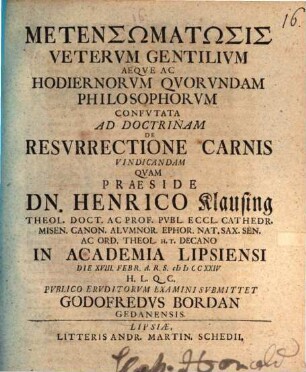 16.
ΜΕΤΕΝΣΩΜΑΤΩΣΙΣ
VETERVM GENTILIVM
AEQVE AC
HODIERNORVM QVORVNDAM
PHILOSOPHORVM
CONFVTATA
AD DOCTRINAM
DE
RESVRRECTIONE CARNIS
VINDICANDAM
QVAM
PRAESIDE
DN. HENRICO Klausing
THEOL. DOCT. AC PROF. PVBL. ECCL. CATHEDR.
MISEN. CANON. ALVMNOR. EPHOR. NAT. SAX. SEN.
AC ORD. THEOL. H. T. DECANO
IN ACADEMIA LIPSIENSI
DIE XVIII. FEBR. A. R. S. cIɔ Iɔ CCXXIV
H. L. Q. C.
PVBLICO ERVDITORVM EXAMINI SVBMITTET
GODOFREDVS BORDAN
GEDANENSIS.
LIPSIÆ,
LITTERIS ANDR. MARTIN. SCHEDII.